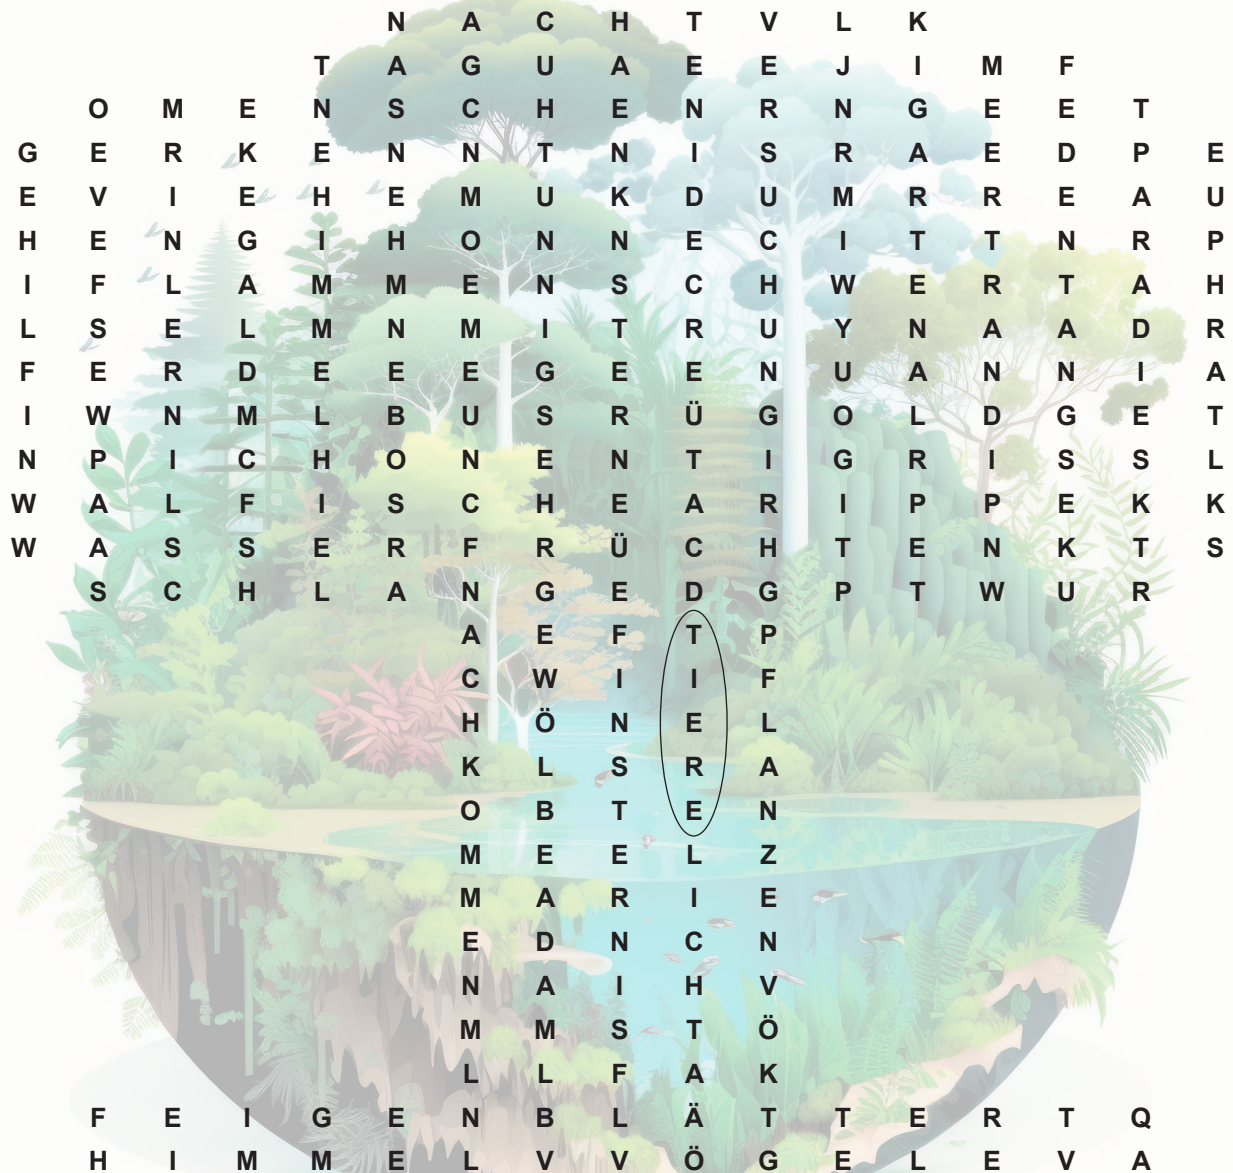 N A C H T V L K
T A G U A E E J I M F
O M E N S C H E N R N G E E T
G E R K E N N T N I S R A E D P E
E V I E H E M U K D U M R R E A U
H E N G I H O N N E C I T T N R P
I F L A M M E N S C H W E R T A H
L S E L M N M I T R U Y N A A D R
F E R D E E E G E E N U A N N I A
I W N M L B U S R Ü G O L D G E T
N P I C H O N E N T I G R I S S L
W A L F I S C H E A R I P P E K K
W A S S E R F R Ü C H T E N K T S
S C H L A N G E D G P T W U R
A E F T P
C W I I F
H Ö N E L
K L S R A
O B T E N
M E E L Z
M A R I E
E D N C N
N A I H V
M M S T Ö
L L F A K
F E I G E N B L Ä T T E R T Q
H I M M E L V V Ö G E L E V A